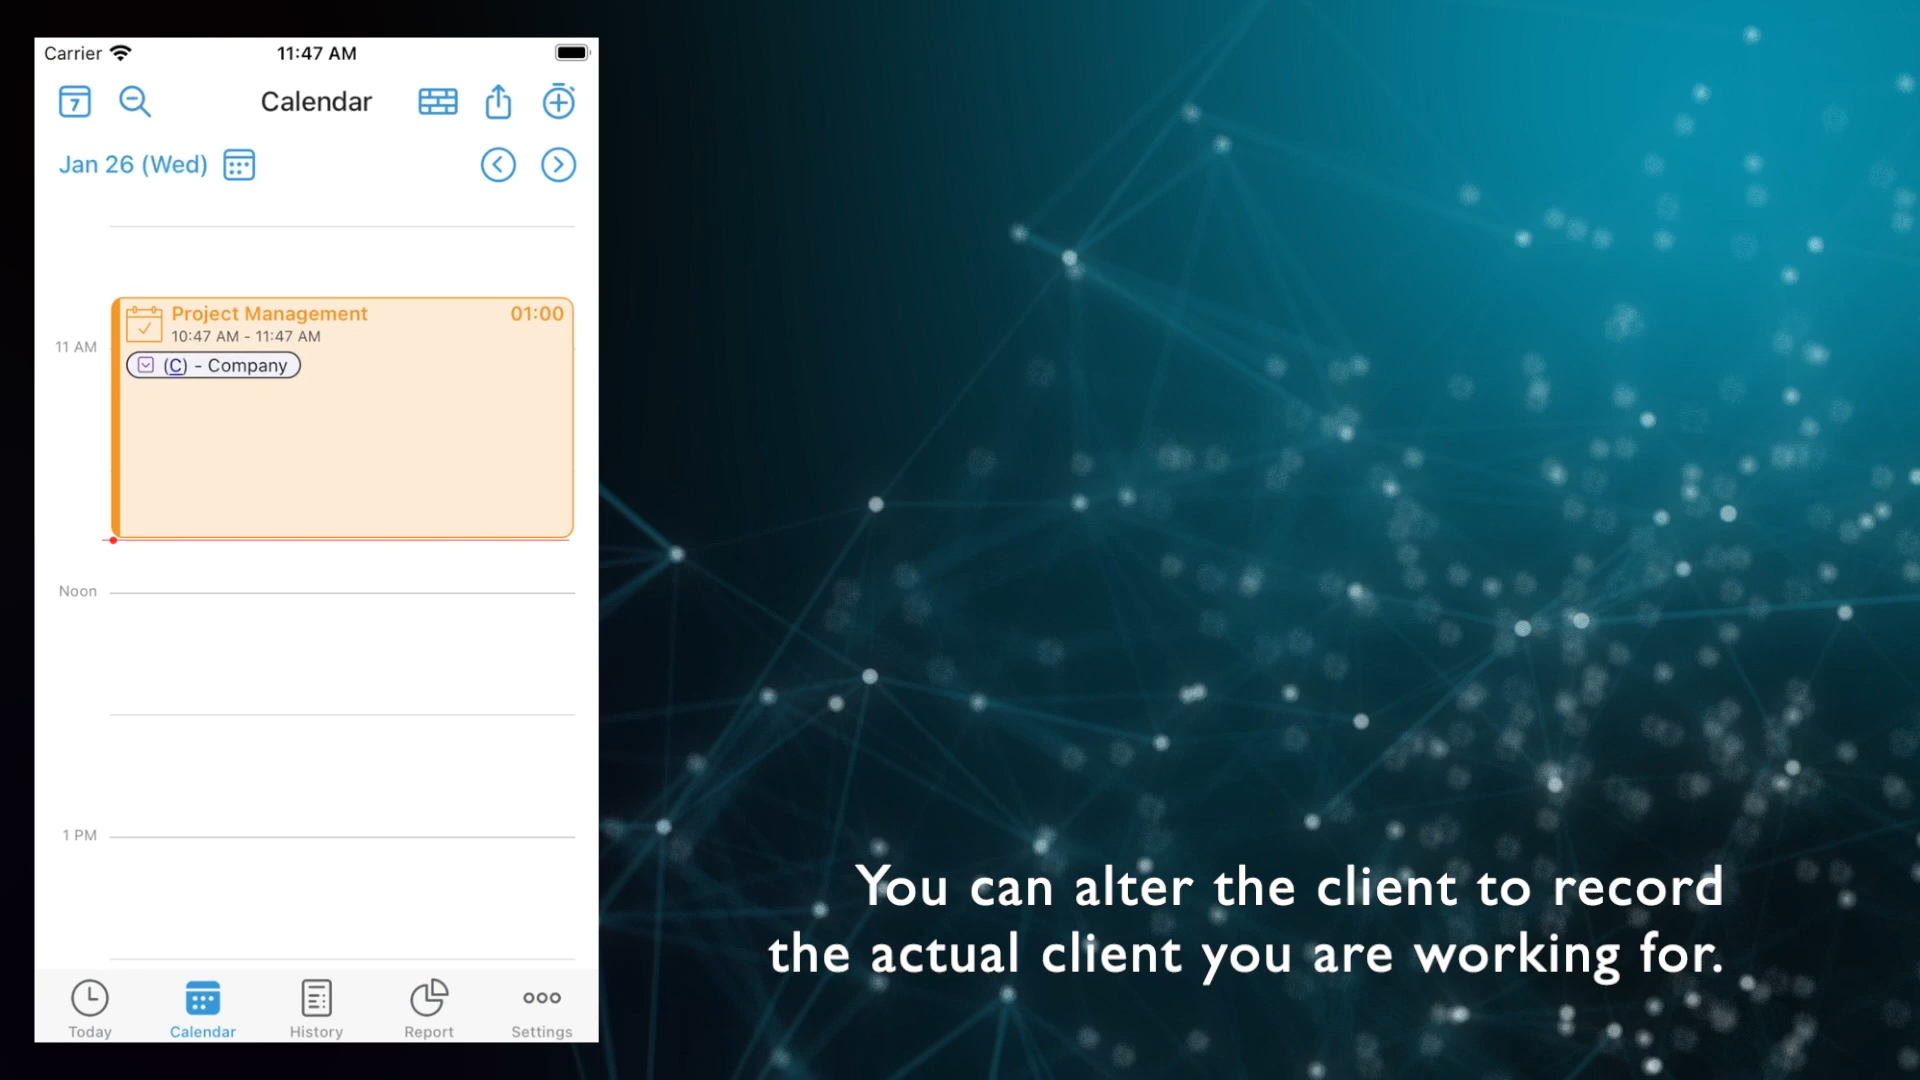 Carrier 11:47 AM
7 Calendar
Jan 26 (Wed)
Project Management 01:00
10:47 AM - 11:47 AM
11 AM
(C) - Company
Noon
1 PM
You can alter the client to record
the actual client you are working for.
Today Calendar History Report Settings